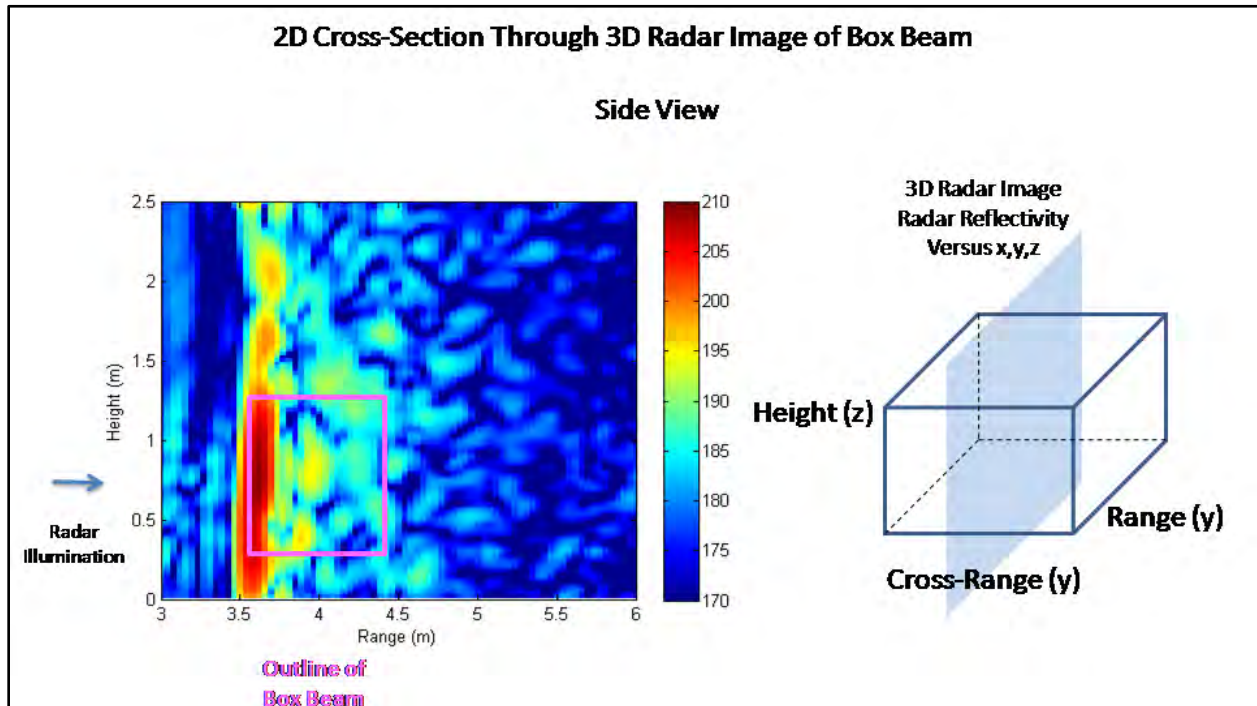 2D Cross-Section Through 3D Radar Image of Box Beam
Side View
2.5
2
1.5
1
0.5
0
Height (m)
3
3.5
4
4.5
5
5.5
6
Range (m)
210
205
200
195
190
185
180
175
170
Radar
Illumination
Outline of
Box Beam
3D Radar Image
Radar Reflectivity
Versus x,y,z
Height (z)
Range (y)
Cross-Range (y)